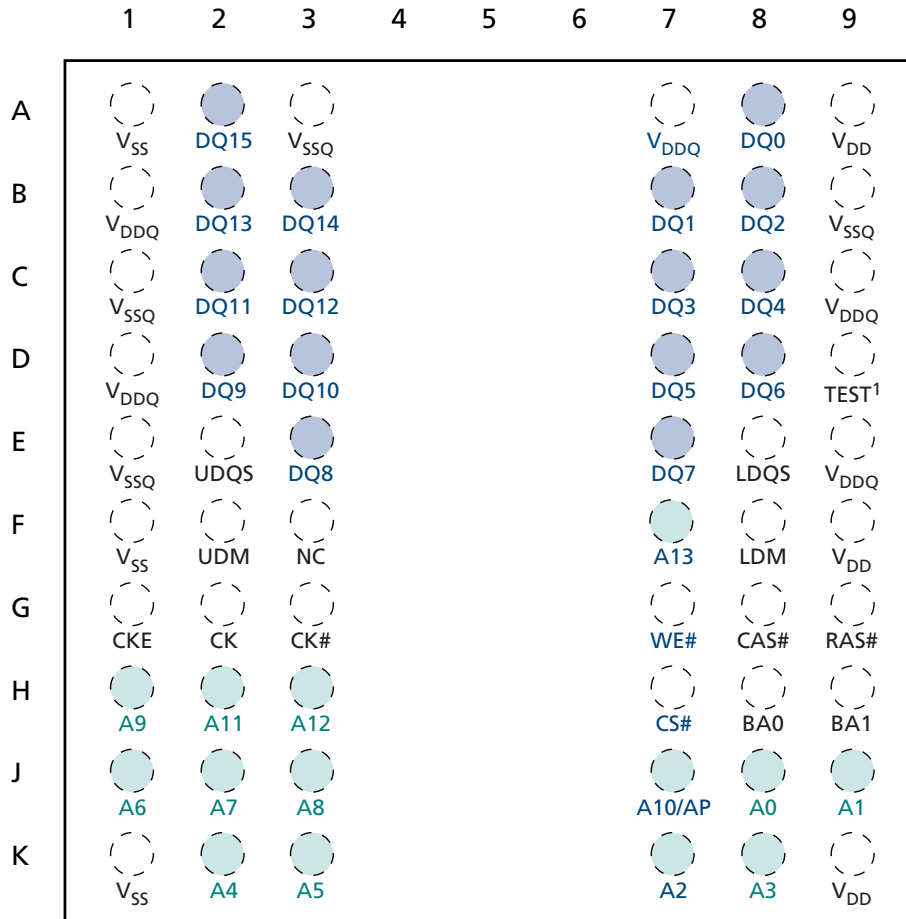 1 2 3 4 5 6 7 8 9
A
VSS DQ15 VSSQ VDDQ DQ0 VDD
B
VDDQ DQ13 DQ14 DQ1 DQ2 VSSQ
C
VSSQ DQ11 DQ12 DQ3 DQ4 VDDQ
D
VDDQ DQ9 DQ10 DQ5 DQ6 TEST1
E
VSSQ UDQS DQ8 DQ7 LDQS VDDQ
F
VSS UDM NC A13 LDM VDD
G
CKE CK CK# WE# CAS# RAS#
H
A9 A11 A12 CS# BA0 BA1
J
A6 A7 A8 A10/AP A0 A1
K
VSS A4 A5 A2 A3 VDD